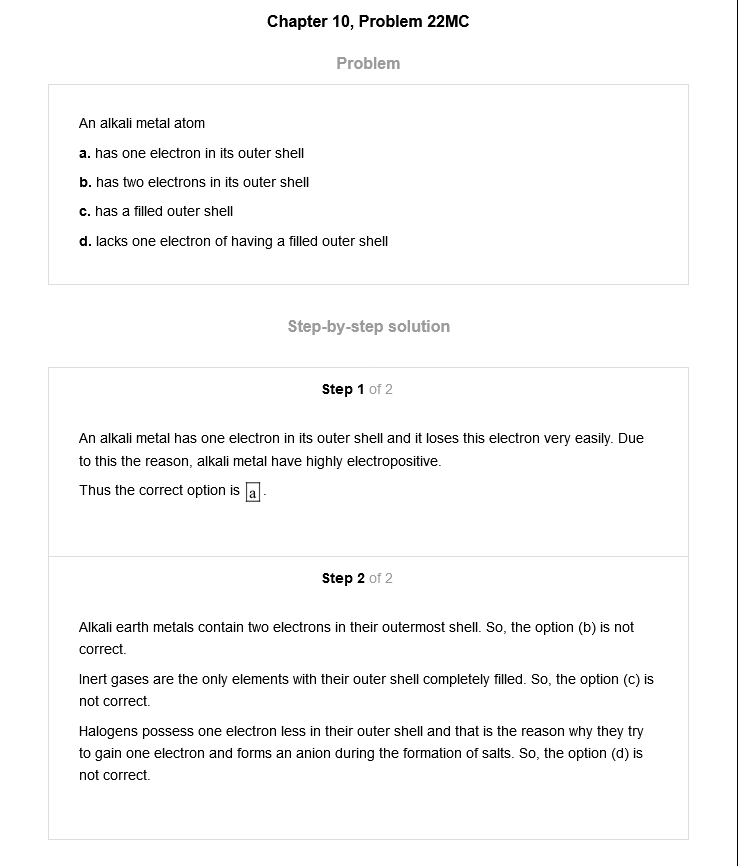 Chapter 10, Problem 22MC
Problem
An alkali metal atom
a. has one electron in its outer shell
b. has two electrons in its outer shell
c. has a filled outer shell
d. lacks one electron of having a filled outer shell
Step-by-step solution
Step 1 of 2
An alkali metal has one electron in its outer shell and it loses this electron very easily. Due
to this the reason, alkali metal have highly electropositive.
Thus the correct option is a .
Step 2 of 2
Alkali earth metals contain two electrons in their outermost shell. So, the option (b) is not
correct.
Inert gases are the only elements with their outer shell completely filled. So, the option (c) is
not correct.
Halogens possess one electron less in their outer shell and that is the reason why they try
to gain one electron and forms an anion during the formation of salts. So, the option (d) is
not correct.